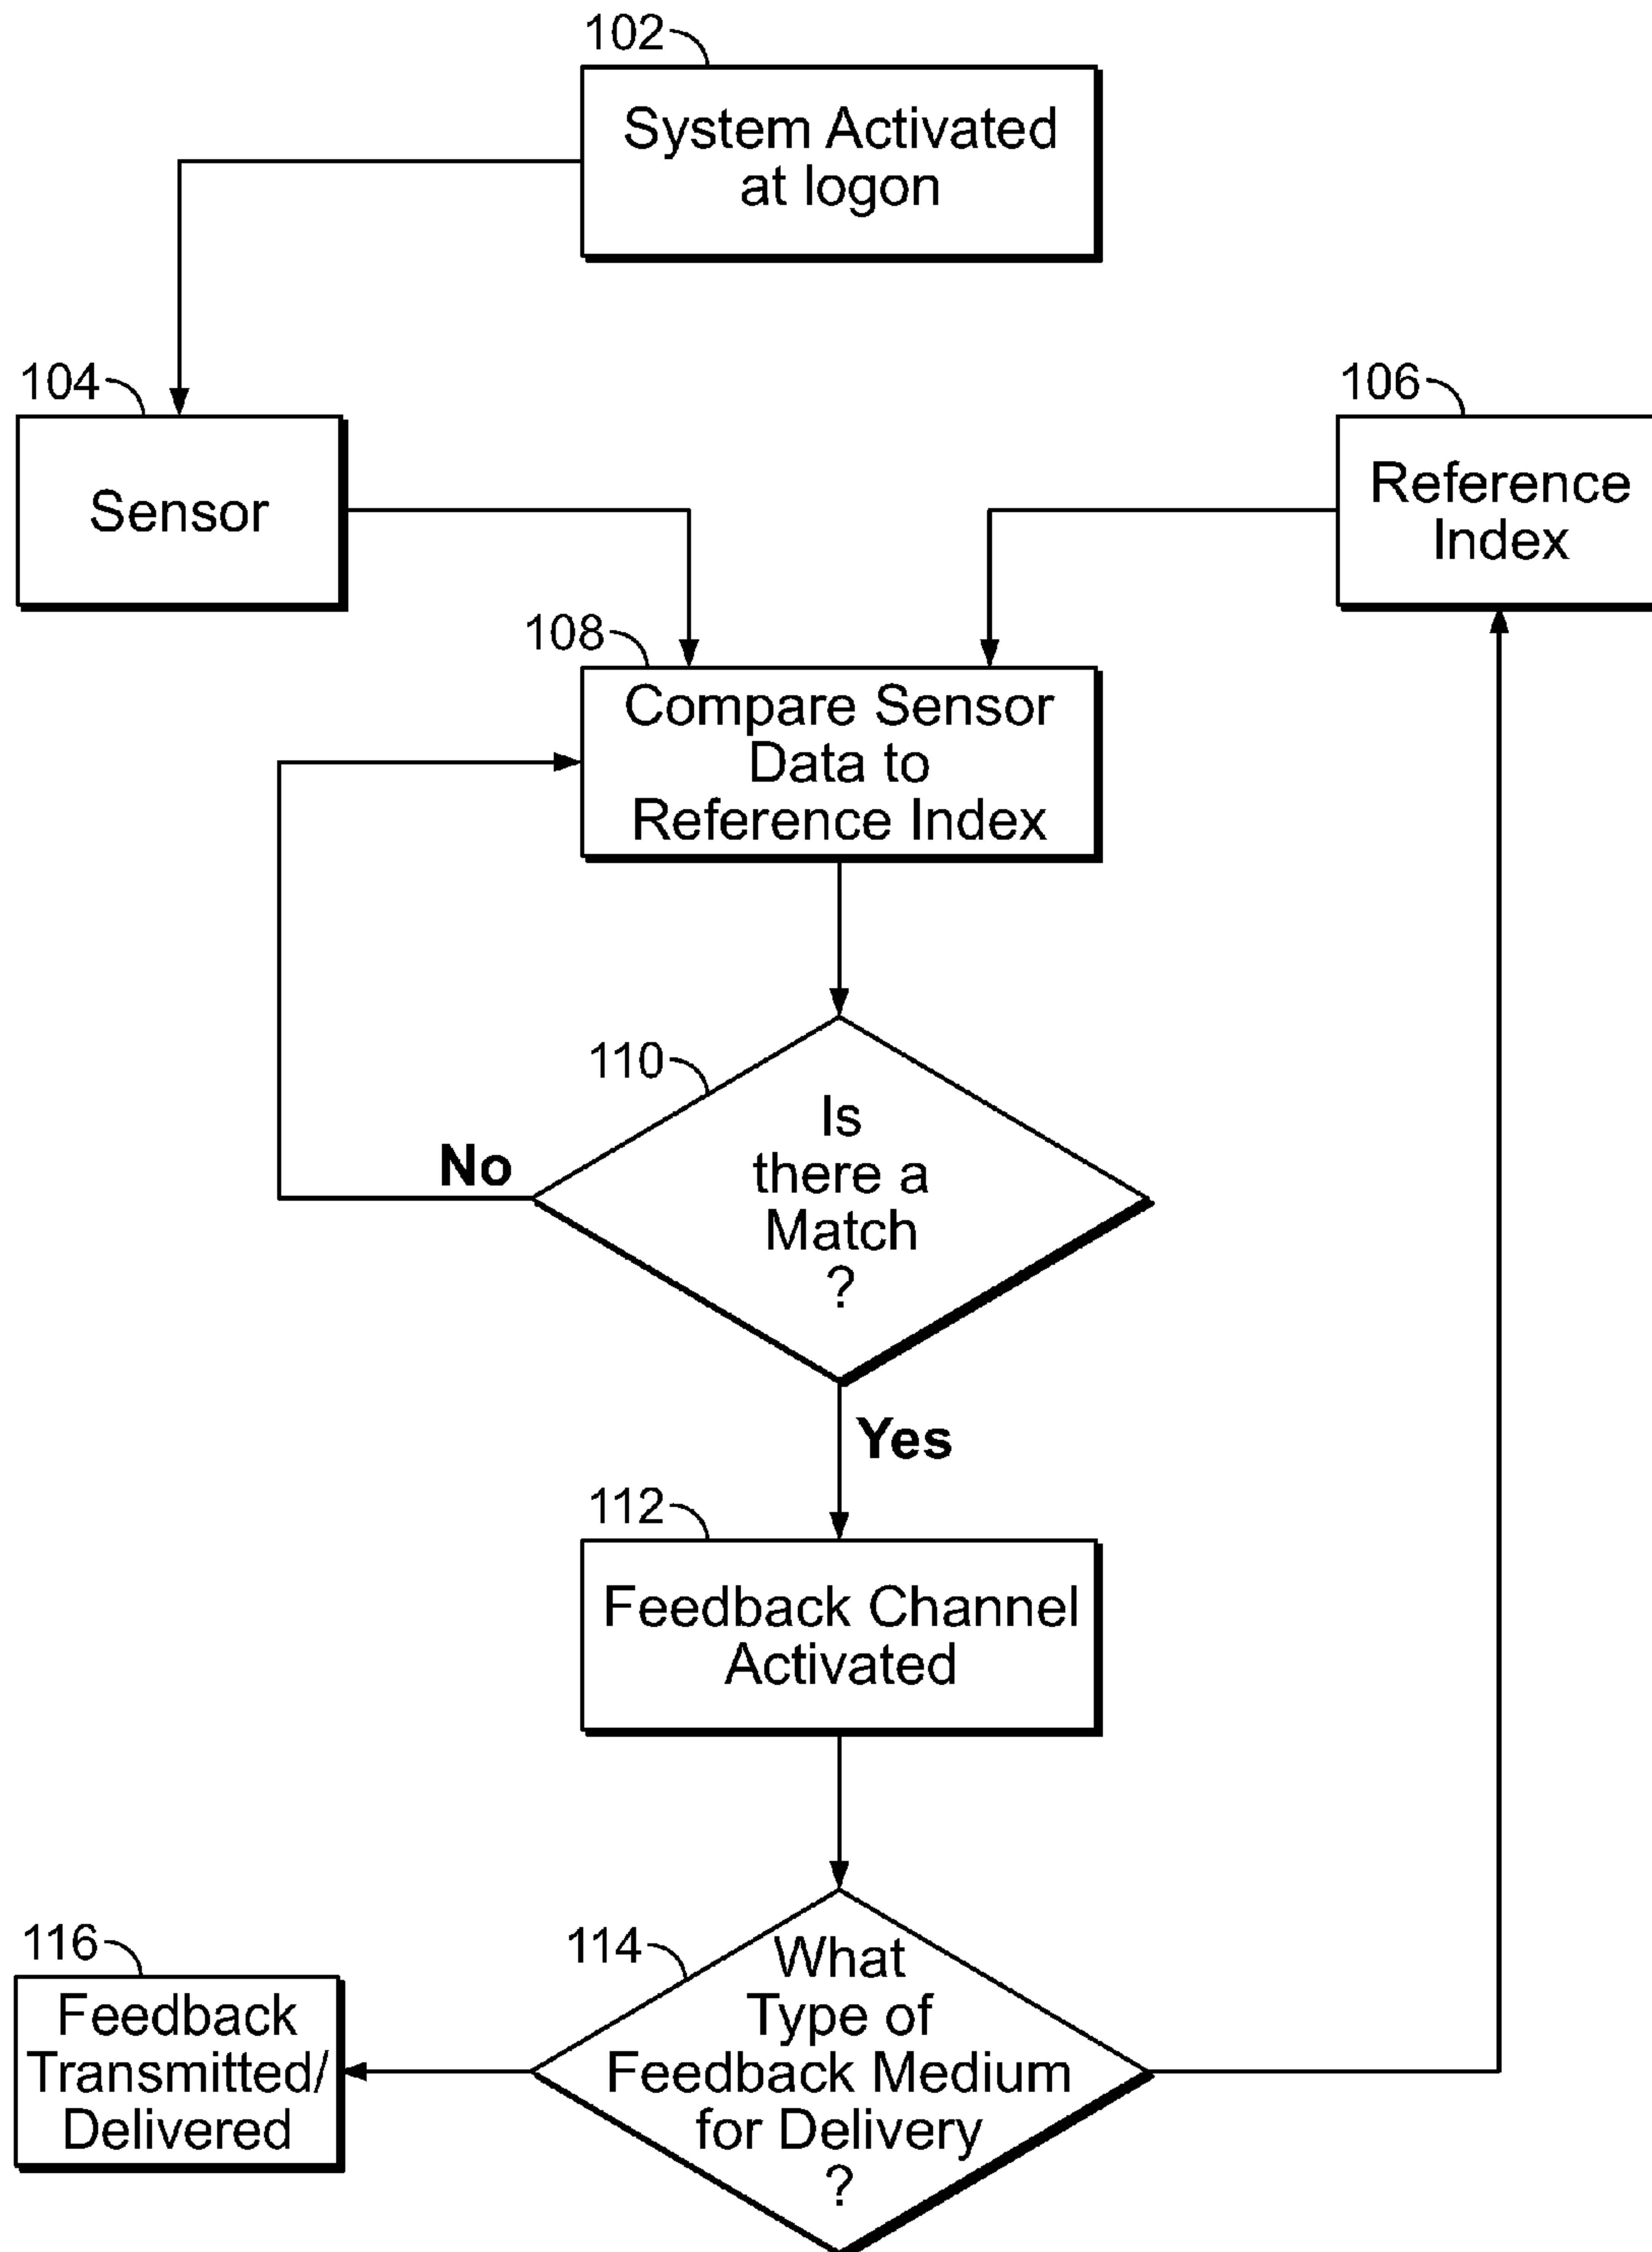 102
System Activated
at logon
104
Sensor
106
Reference
Index
108
Compare Sensor
Data to
Reference Index
110
Is
there a
Match
?
No
Yes
112
Feedback Channel
Activated
114
What
Type of
Feedback Medium
for Delivery
?
116
Feedback
Transmitted/
Delivered